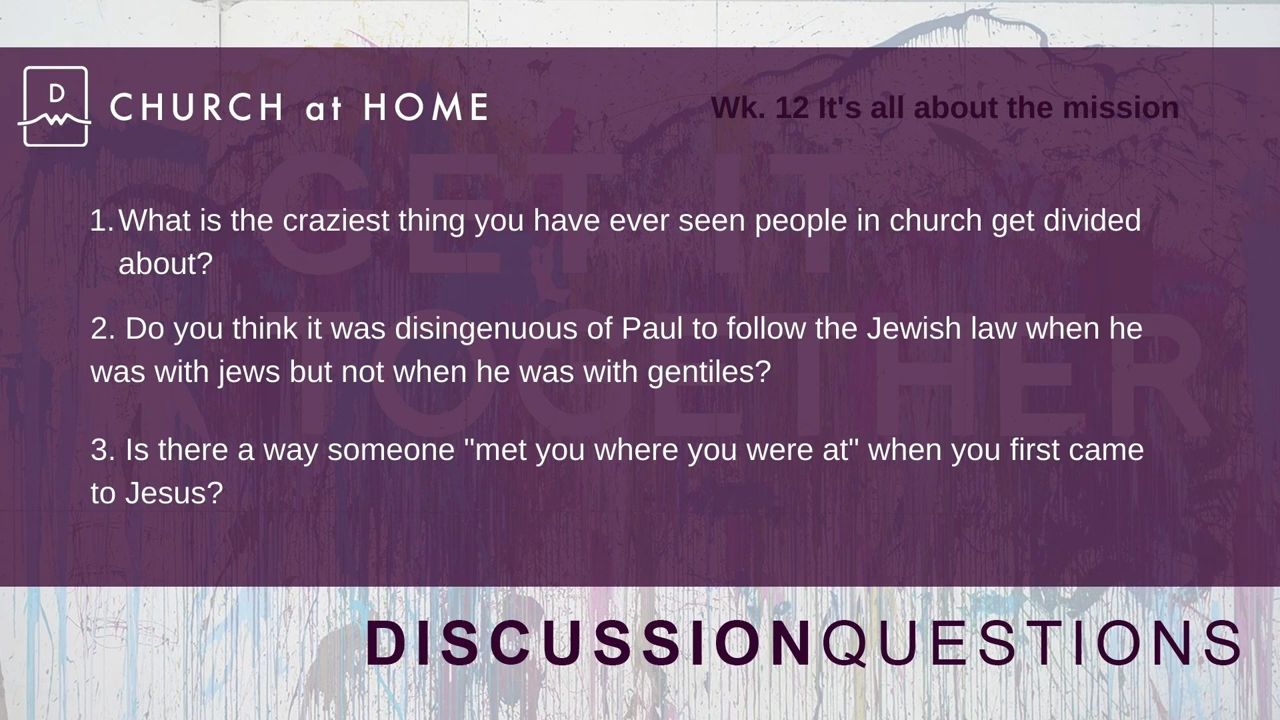 D
CHURCH at HOME
Wk. 12 It's all about the mission
GET IT
TOGETHER
1. What is the craziest thing you have ever seen people in church get divided
about?
2. Do you think it was disingenuous of Paul to follow the Jewish law when he
was with jews but not when he was with gentiles?
3. Is there a way someone "met you where you were at" when you first came
to Jesus?
DISCUSSIONQUESTIONS